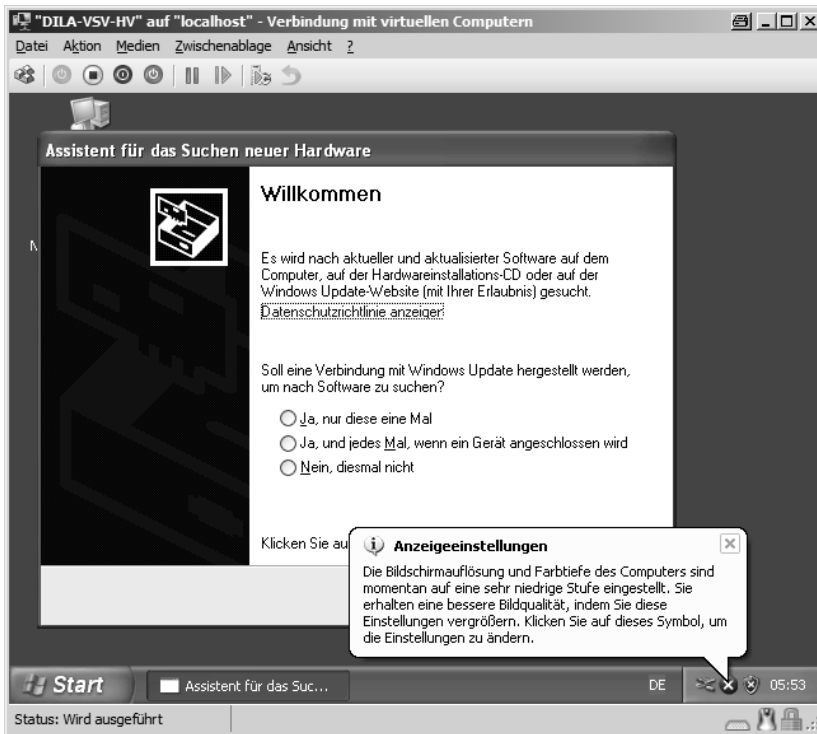 "DILA-VSV-HV" auf "localhost" - Verbindung mit virtuellen Computern
Datei Aktion Medien Zwischenablage Ansicht ?
Assistent für das Suchen neuer Hardware
Willkommen
N
Es wird nach aktueller und aktualisierter Software auf dem
Computer, auf der Hardwareinstallations-CD oder auf der
Windows Update-Website (mit Ihrer Erlaubnis) gesucht.
Datenschutzrichtlinie anzeigen
Soll eine Verbindung mit Windows Update hergestellt werden,
um nach Software zu suchen?
Ja, nur diese eine Mal
Ja, und jedes Mal, wenn ein Gerät angeschlossen wird
Nein, diesmal nicht
Klicken Sie au
Anzeigeeinstellungen
Die Bildschirmauflösung und Farbtiefe des Computers sind
momentan auf eine sehr niedrige Stufe eingestellt. Sie
erhalten eine bessere Bildqualität, indem Sie diese
Einstellungen vergrößern. Klicken Sie auf dieses Symbol, um
die Einstellungen zu ändern.
Start Assistent für das Suc... DE 05:53
Status: Wird ausgeführt